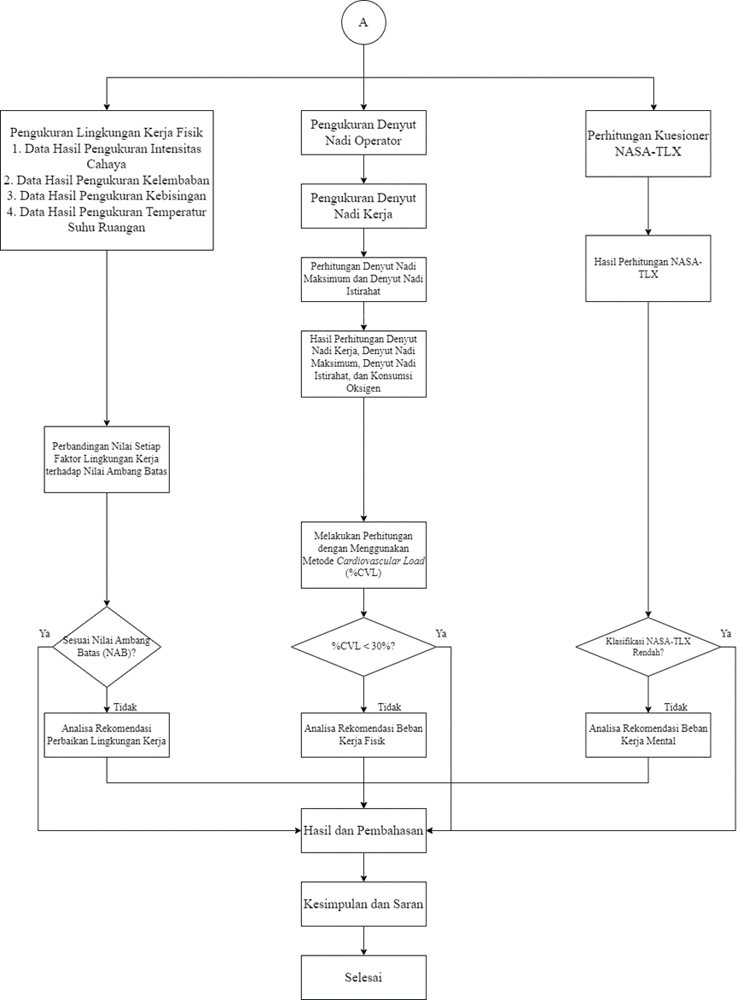 A
Pengukuran Lingkungan Kerja Fisik
1. Data Hasil Pengukuran Intensitas
Cahaya
2. Data Hasil Pengukuran Kelembaban
3. Data Hasil Pengukuran Kebisingan
4. Data Hasil Pengukuran Temperatur
Suhu Ruangan
Pengukuran Denyut
Nadi Operator
Perhitungan Kuesioner
NASA-TLX
Pengukuran Denyut
Nadi Kerja
Hasil Perhitungan NASA-
TLX
Perhitungan Denyut Nadi
Maksimum dan Denyut Nadi
Istirahat
Hasil Perhitungan Denyut
Nadi Kerja, Denyut Nadi
Maksimum, Denyut Nadi
Istirahat, dan Konsumsi
Oksigen
Perbandingan Nilai Setiap
Faktor Lingkungan Kerja
terhadap Nilai Ambang Batas
Melakukan Perhitungan
dengan Menggunakan
Metode Cardiovascular Load
(%CVL)
Ya
Sesuai Nilai Ambang
Batas (NAB)?
%CVL < 30%?
Ya
Klasifikasi NASA-TLX
Rendah?
Ya
Tidak
Tidak
Tidak
Analisa Rekomendasi
Perbaikan Lingkungan Kerja
Analisa Rekomendasi Beban
Kerja Fisik
Analisa Rekomendasi Beban
Kerja Mental
Hasil dan Pembahasan
Kesimpulan dan Saran
Selesai